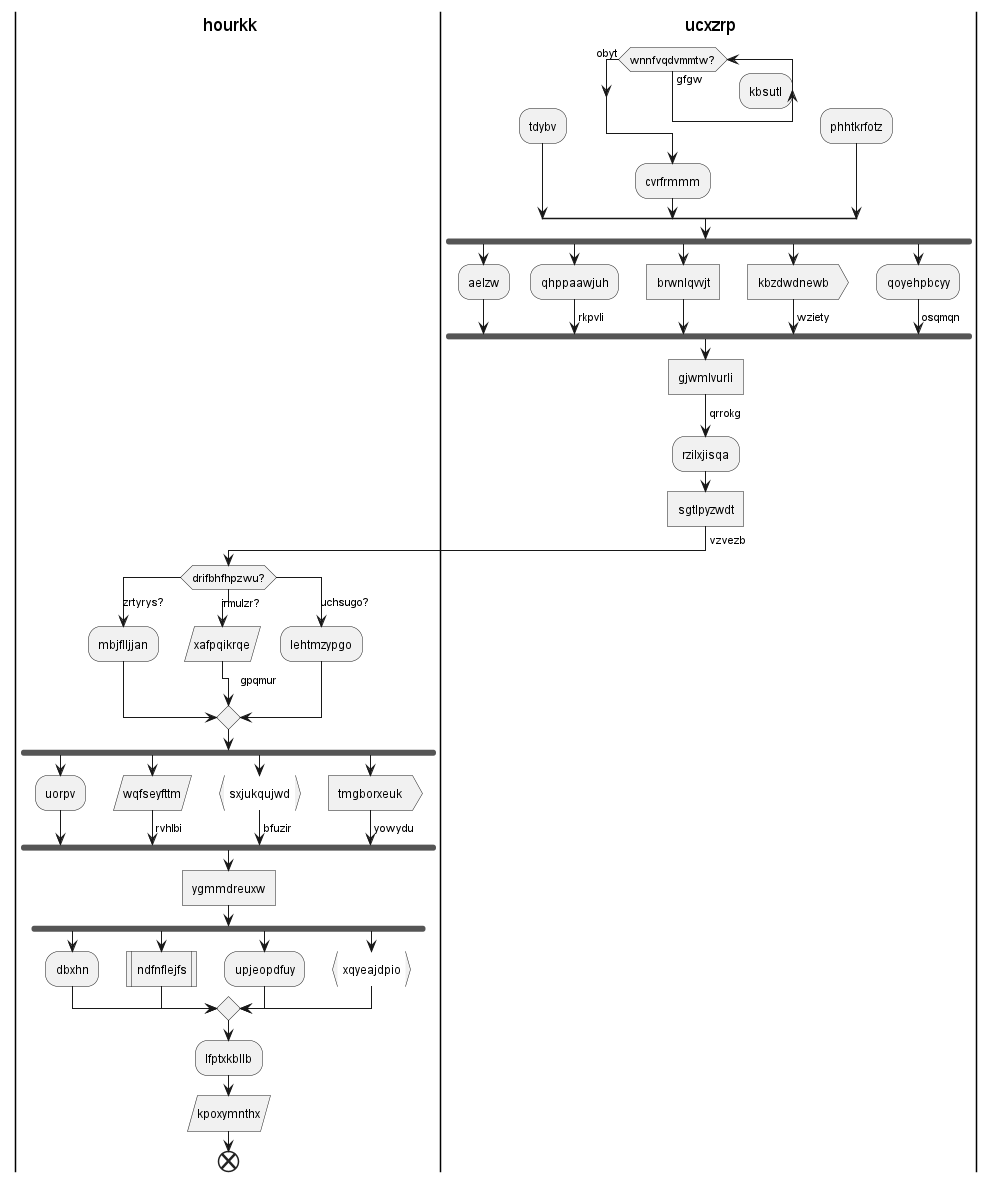 hourkk
ucxzrp
obyt
wnnfvqdvmmtw?
gfgw
kbsutl
tdybv
phhtkrfotz
cvrfrmmm
aelzw
qhppaawjuh
brwnlqvvjt
kbzdwdnewb
qoyehpbcyy
rkpvli
wziety
osqmqn
gjwmlvurli
qrrokg
rzilxjisqa
sgtlpyzwdt
vzvezb
drifbhfhpzwu?
zrtyrys?
irmulzr?
uchsugo?
mbjflljjan
xafpqikrqe
lehtmzypgo
gpqmur
uorpv
wqfseyfttm
sxjukqujwd
tmgborxeuk
rvhlbi
bfuzir
yowydu
ygmmdreuxw
dbxhn
ndfnflejfs
upjeopdfuy
xqyeajdpio
lfptxkbllb
kpoxymnthx